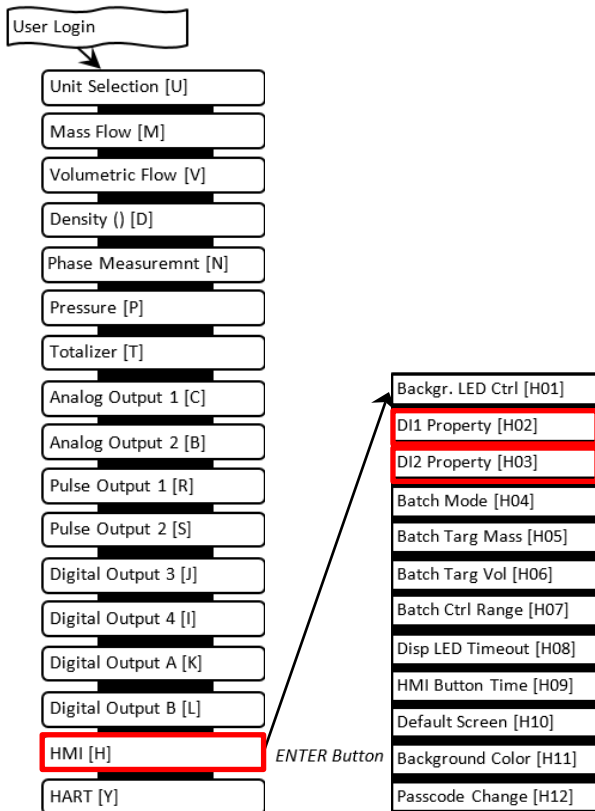 User Login
Unit Selection [U]
Mass Flow [M]
Volumetric Flow [V]
Density () [D]
Phase Measuremnt [N]
Pressure [P]
Totalizer [T]
Analog Output 1 [C]
Analog Output 2 [B]
Pulse Output 1 [R]
Pulse Output 2 [S]
Digital Output 3 [J]
Digital Output 4 [I]
Digital Output A [K]
Digital Output B [L]
HMI [H]
HART [Y]
ENTER Button
Backgr. LED Ctrl [H01]
DI1 Property [H02]
DI2 Property [H03]
Batch Mode [H04]
Batch Targ Mass [H05]
Batch Targ Vol [H06]
Batch Ctrl Range [H07]
Disp LED Timeout [H08]
HMI Button Time [H09]
Default Screen [H10]
Background Color [H11]
Passcode Change [H12]